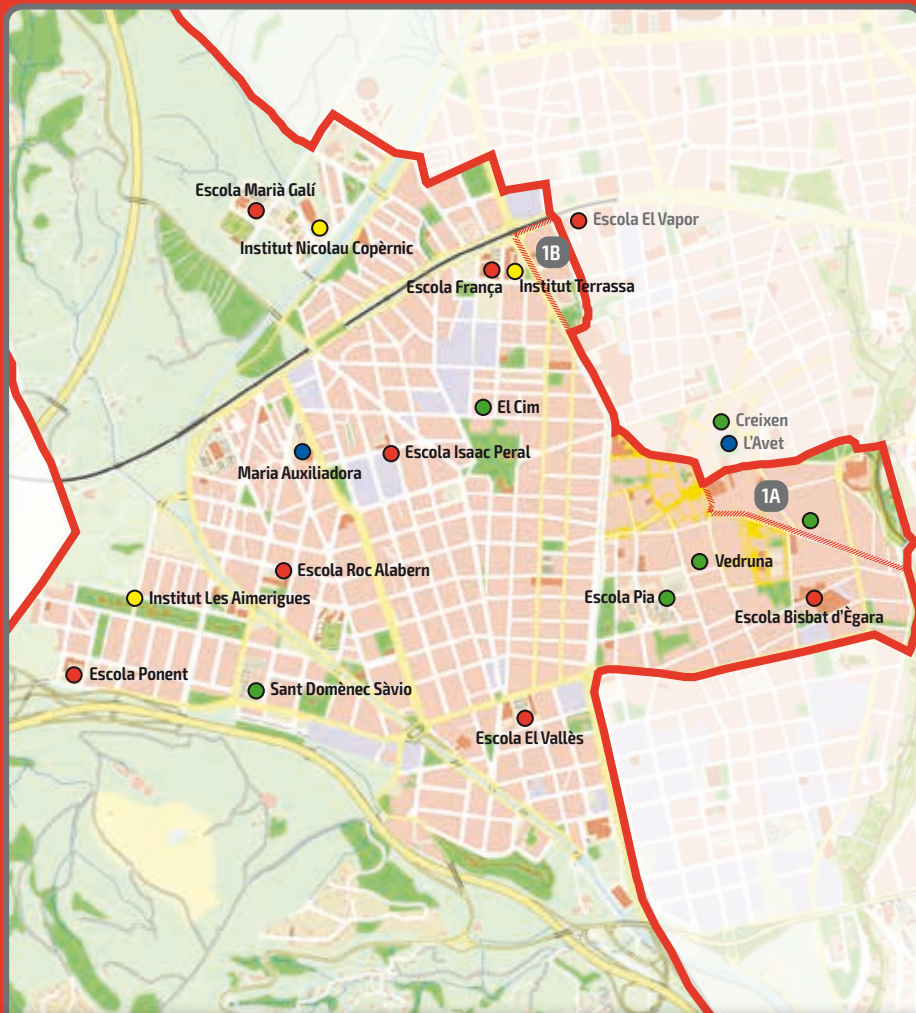 Escola Marià Galí
Institut Nicolau Copèrnic
Escola El Vapor
1B
Escola França
Institut Terrassa
El Cim
Creixen
L'Avet
Maria Auxiliadora
Escola Isaac Peral
1A
Vedruna
Escola Roc Alabern
Institut Les Aimerigues
Escola Pia
Escola Bisbat d'Ègara
Escola Ponent
Sant Domènec Sàvio
Escola El Vallès